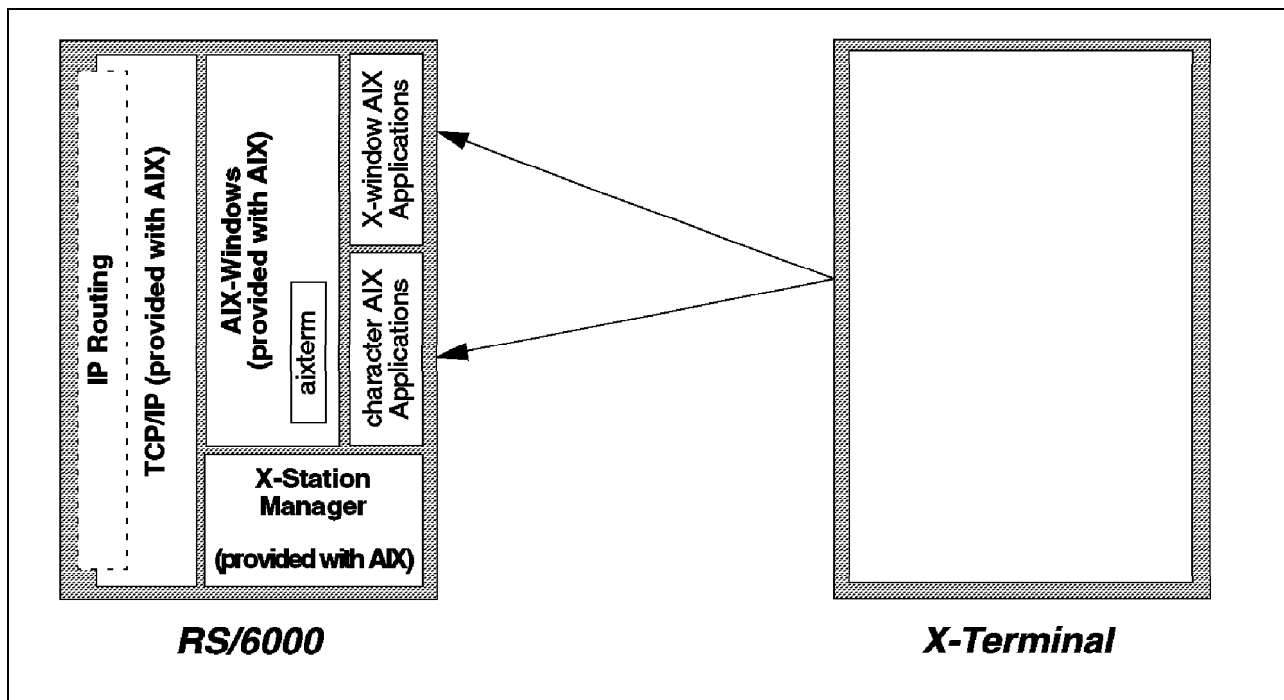 IP Routing
TCP/IP (provided with AIX)
AIX-Windows
(provided with AIX)
aixterm
X-window AIX
Applications
character AIX
Applications
X-Station
Manager
(provided with AIX)
RS/6000
X-Terminal